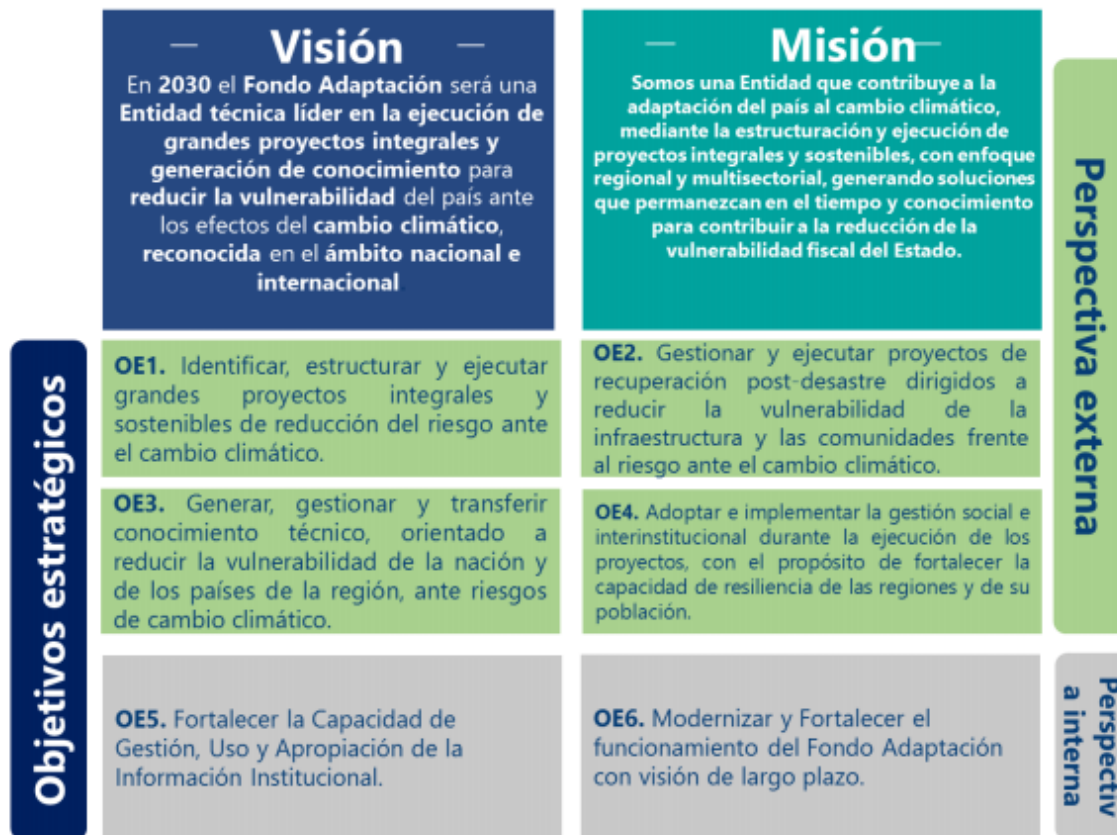 Visión
En 2030 el Fondo Adaptación será una
Entidad técnica líder en la ejecución de
grandes proyectos integrales y
generación de conocimiento para
reducir la vulnerabilidad del país ante
los efectos del cambio climático,
reconocida en el ámbito nacional e
internacional
Misión
Somos una Entidad que contribuye a la
adaptación del país al cambio climático,
mediante la estructuración y ejecución de
proyectos integrales y sostenibles, con enfoque
regional y multisectorial, generando soluciones
que permanezcan en el tiempo y conocimiento
para contribuir a la reducción de la
vulnerabilidad fiscal del Estado.
Perspectiva externa
Objetivos estratégicos
OE1. Identificar, estructurar y ejecutar
grandes proyectos integrales y
sostenibles de reducción del riesgo ante
el cambio climático.
OE2. Gestionar y ejecutar proyectos de
recuperación post-desastre dirigidos a
reducir la vulnerabilidad de la
infraestructura y las comunidades frente
al riesgo ante el cambio climático.
OE3. Generar, gestionar y transferir
conocimiento técnico, orientado a
reducir la vulnerabilidad de la nación y
de los países de la región, ante riesgos
de cambio climático.
OE4. Adoptar e implementar la gestión social e
interinstitucional durante la ejecución de los
proyectos, con el propósito de fortalecer la
capacidad de resiliencia de las regiones y de su
población.
OE5. Fortalecer la Capacidad de
Gestión, Uso y Apropiación de la
Información Institucional.
OE6. Modernizar y Fortalecer el
funcionamiento del Fondo Adaptación
con visión de largo plazo.
Perspectiv
a interna